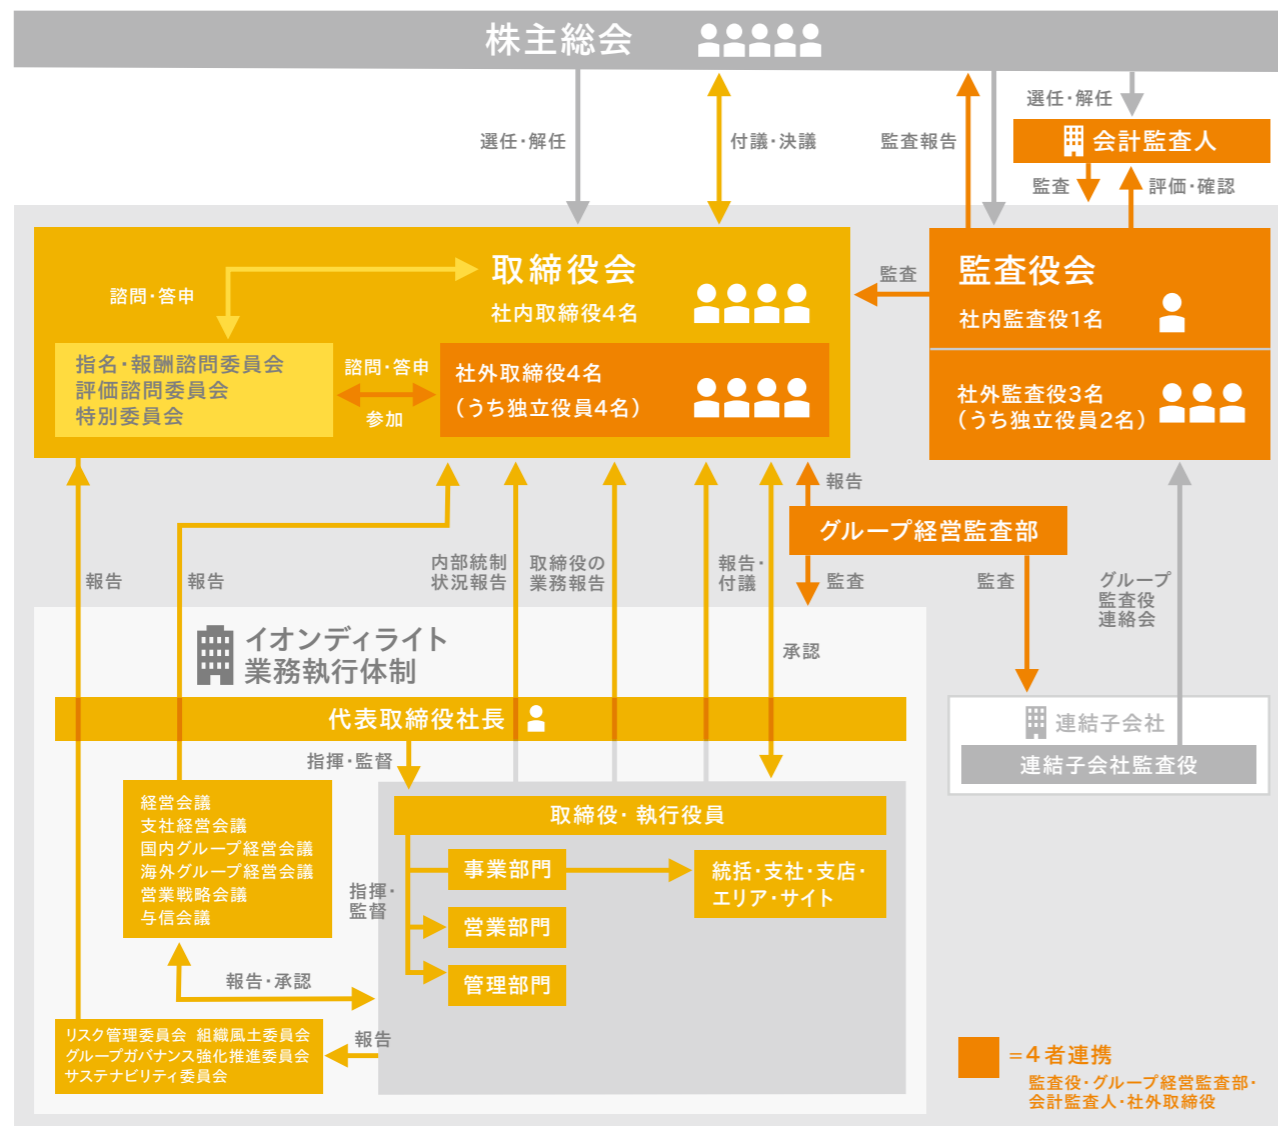 株主総会
選任・解任
付議・決議
監査報告
選任・解任
会計監査人
監査
評価・確認
取締役会
社内取締役4名
諮問・答申
指名・報酬諮問委員会
評価諮問委員会
特別委員会
諮問・答申
参加
社外取締役4名
（うち独立役員4名）
監査
監査役会
社内監査役1名
社外監査役3名
（うち独立役員2名）
報告
グループ経営監査部
報告
報告
内部統制
状況報告
取締役の
業務報告
報告・
付議
監査
監査
グループ
監査役
連絡会
承認
イオンディライト
業務執行体制
代表取締役社長
指揮・監督
連結子会社
連結子会社監査役
経営会議
支社経営会議
国内グループ経営会議
海外グループ経営会議
営業戦略会議
与信会議
取締役・執行役員
指揮・
監督
事業部門
営業部門
管理部門
統括・支社・支店・
エリア・サイト
報告・承認
報告
リスク管理委員会 組織風土委員会
グループガバナンス強化推進委員会
サステナビリティ委員会
=4者連携
監査役・グループ経営監査部・
会計監査人・社外取締役